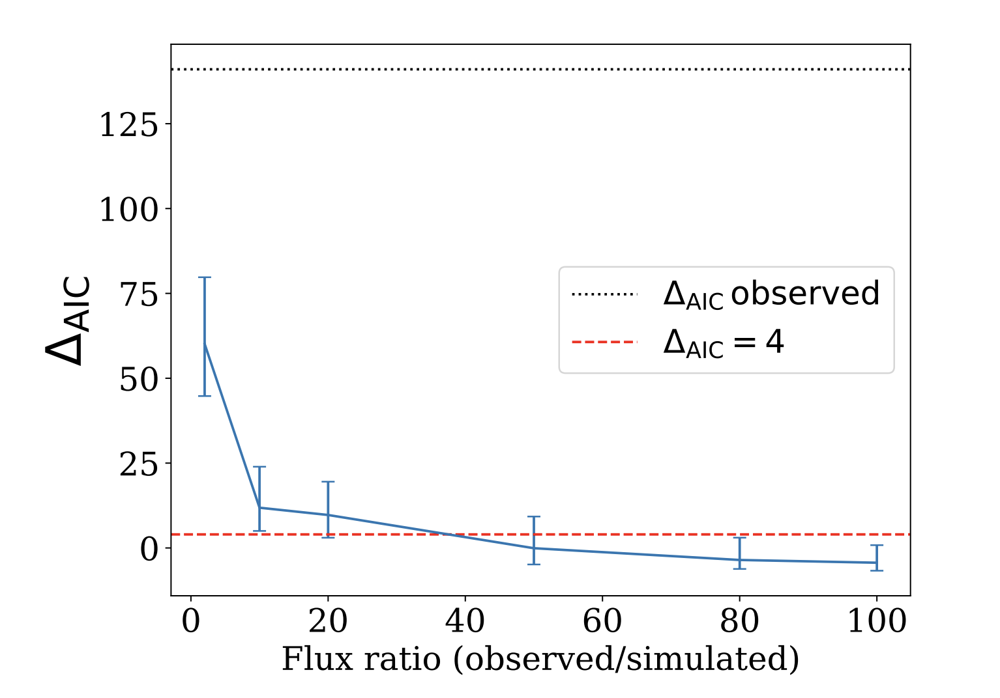 125
100
75
50
25
0
Δ_AIC
Δ_AIC observed
Δ_AIC = 4
0 20 40 60 80 100
Flux ratio (observed/simulated)